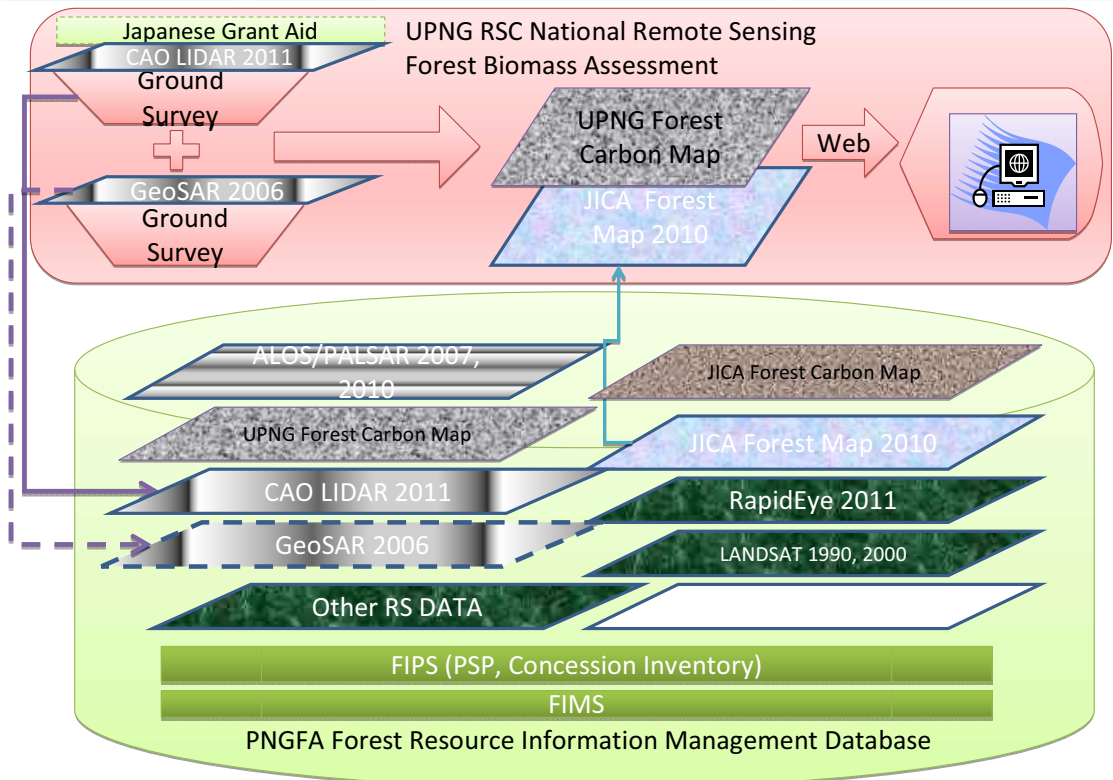 Japanese Grant Aid
CAO LIDAR 2011
Ground
Survey
GeoSAR 2006
Ground
Survey
UPNG RSC National Remote Sensing
Forest Biomass Assessment
UPNG Forest
Carbon Map
JICA Forest
Map 2010
Web
ALOS/PALSAR 2007,
2010
JICA Forest Carbon Map
UPNG Forest Carbon Map
JICA Forest Map 2010
CAO LIDAR 2011
RapidEye 2011
GeoSAR 2006
LANDSAT 1990, 2000
Other RS DATA
FIPS (PSP, Concession Inventory)
FIMS
PNGFA Forest Resource Information Management Database